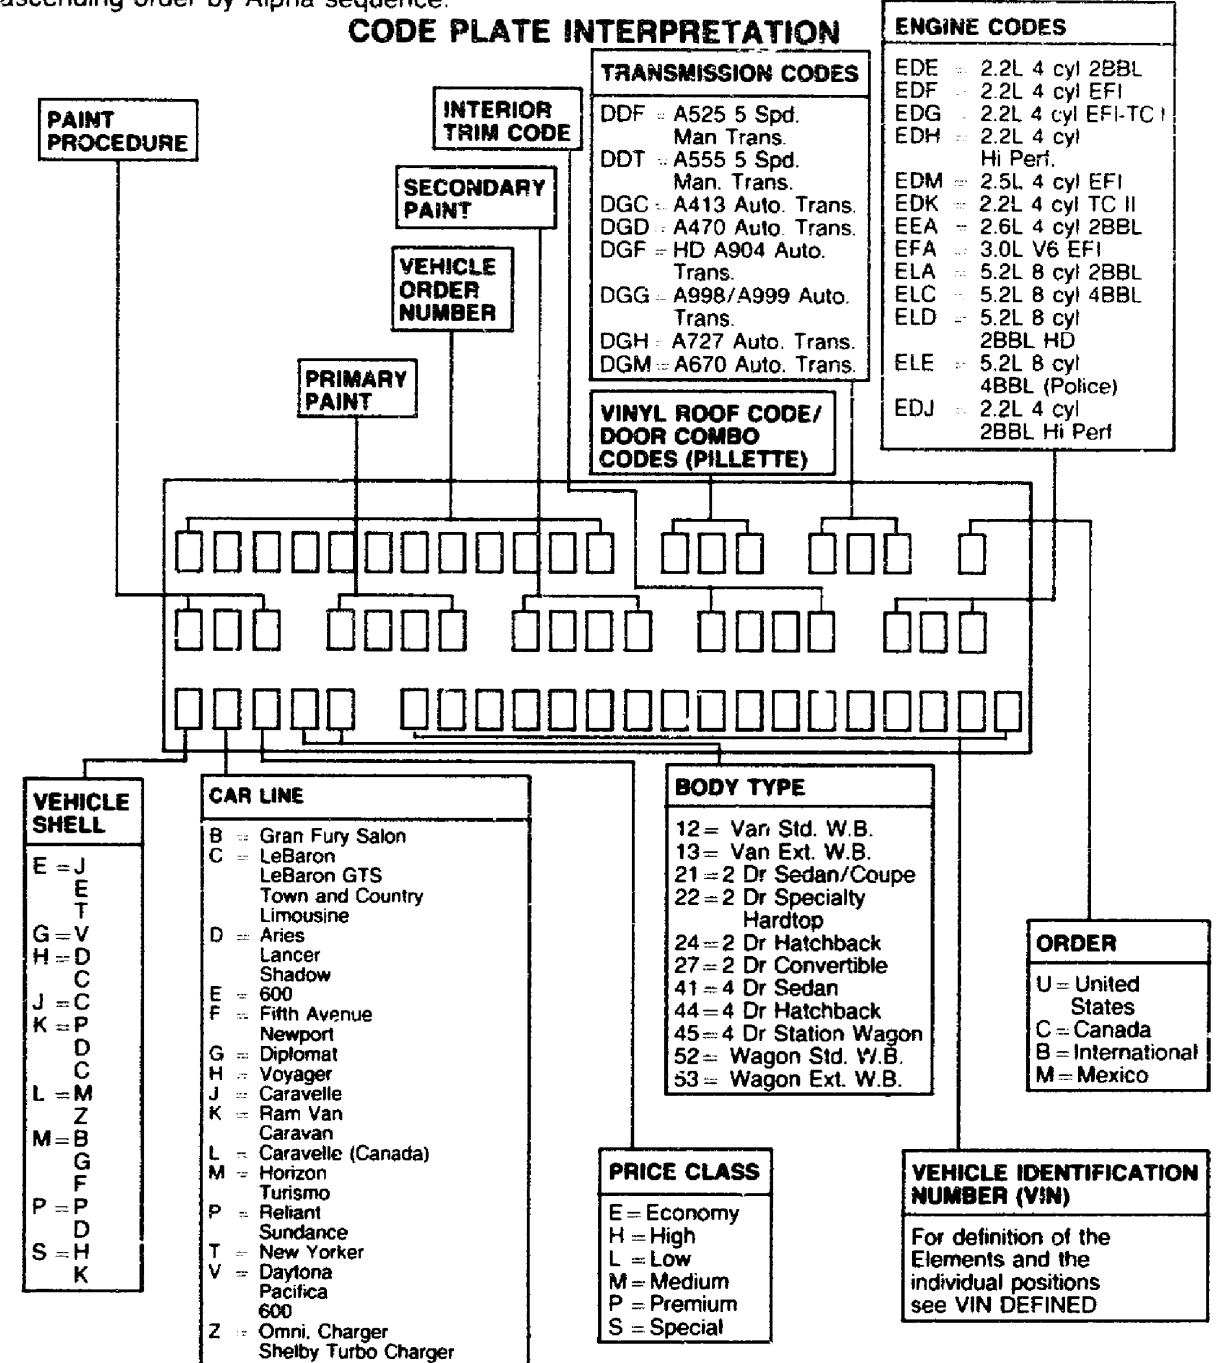 ascending order by Alpha sequence.
CODE PLATE INTERPRETATION
PAINT
PROCEDURE
INTERIOR
TRIM CODE
SECONDARY
PAINT
VEHICLE
ORDER
NUMBER
PRIMARY
PAINT
TRANSMISSION CODES
DDF = A525 5 Spd.
Man Trans.
DDT = A555 5 Spd.
Man. Trans.
DGC = A413 Auto. Trans.
DGD = A470 Auto. Trans.
DGF = HD A904 Auto.
Trans.
DGG = A998/A999 Auto.
Trans.
DGH = A727 Auto. Trans.
DGM = A670 Auto. Trans.
VINYL ROOF CODE/
DOOR COMBO
CODES (PILLETTE)
ENGINE CODES
EDE = 2.2L 4 cyl 2BBL
EDF = 2.2L 4 cyl EFI
EDG = 2.2L 4 cyl EFI-TC I
EDH = 2.2L 4 cyl
Hi Perf.
EDM = 2.5L 4 cyl EFI
EDK = 2.2L 4 cyl TC II
EEA = 2.6L 4 cyl 2BBL
EFA = 3.0L V6 EFI
ELA = 5.2L 8 cyl 2BBL
ELC = 5.2L 8 cyl 4BBL
ELD = 5.2L 8 cyl
2BBL HD
ELE = 5.2L 8 cyl
4BBL (Police)
EDJ = 2.2L 4 cyl
2BBL Hi Perf
VEHICLE
SHELL
E = J
E
T
G = V
H = D
C
J = C
K = P
D
C
L = M
Z
M = B
G
F
P = P
D
S = H
K
CAR LINE
B = Gran Fury Salon
C = LeBaron
LeBaron GTS
Town and Country
Limousine
D = Aries
Lancer
Shadow
E = 600
F = Fifth Avenue
Newport
G = Diplomat
H = Voyager
J = Caravelle
K = Ram Van
Caravan
L = Caravelle (Canada)
M = Horizon
Turismo
P = Reliant
Sundance
T = New Yorker
V = Daytona
Pacifica
600
Z = Omni, Charger
Shelby Turbo Charger
BODY TYPE
12 = Van Std. W.B.
13 = Van Ext. W.B.
21 = 2 Dr Sedan/Coupe
22 = 2 Dr Specialty
Hardtop
24 = 2 Dr Hatchback
27 = 2 Dr Convertible
41 = 4 Dr Sedan
44 = 4 Dr Hatchback
45 = 4 Dr Station Wagon
52 = Wagon Std. W.B.
53 = Wagon Ext. W.B.
PRICE CLASS
E = Economy
H = High
L = Low
M = Medium
P = Premium
S = Special
ORDER
U = United
States
C = Canada
B = International
M = Mexico
VEHICLE IDENTIFICATION
NUMBER (VIN)
For definition of the
Elements and the
individual positions
see VIN DEFINED